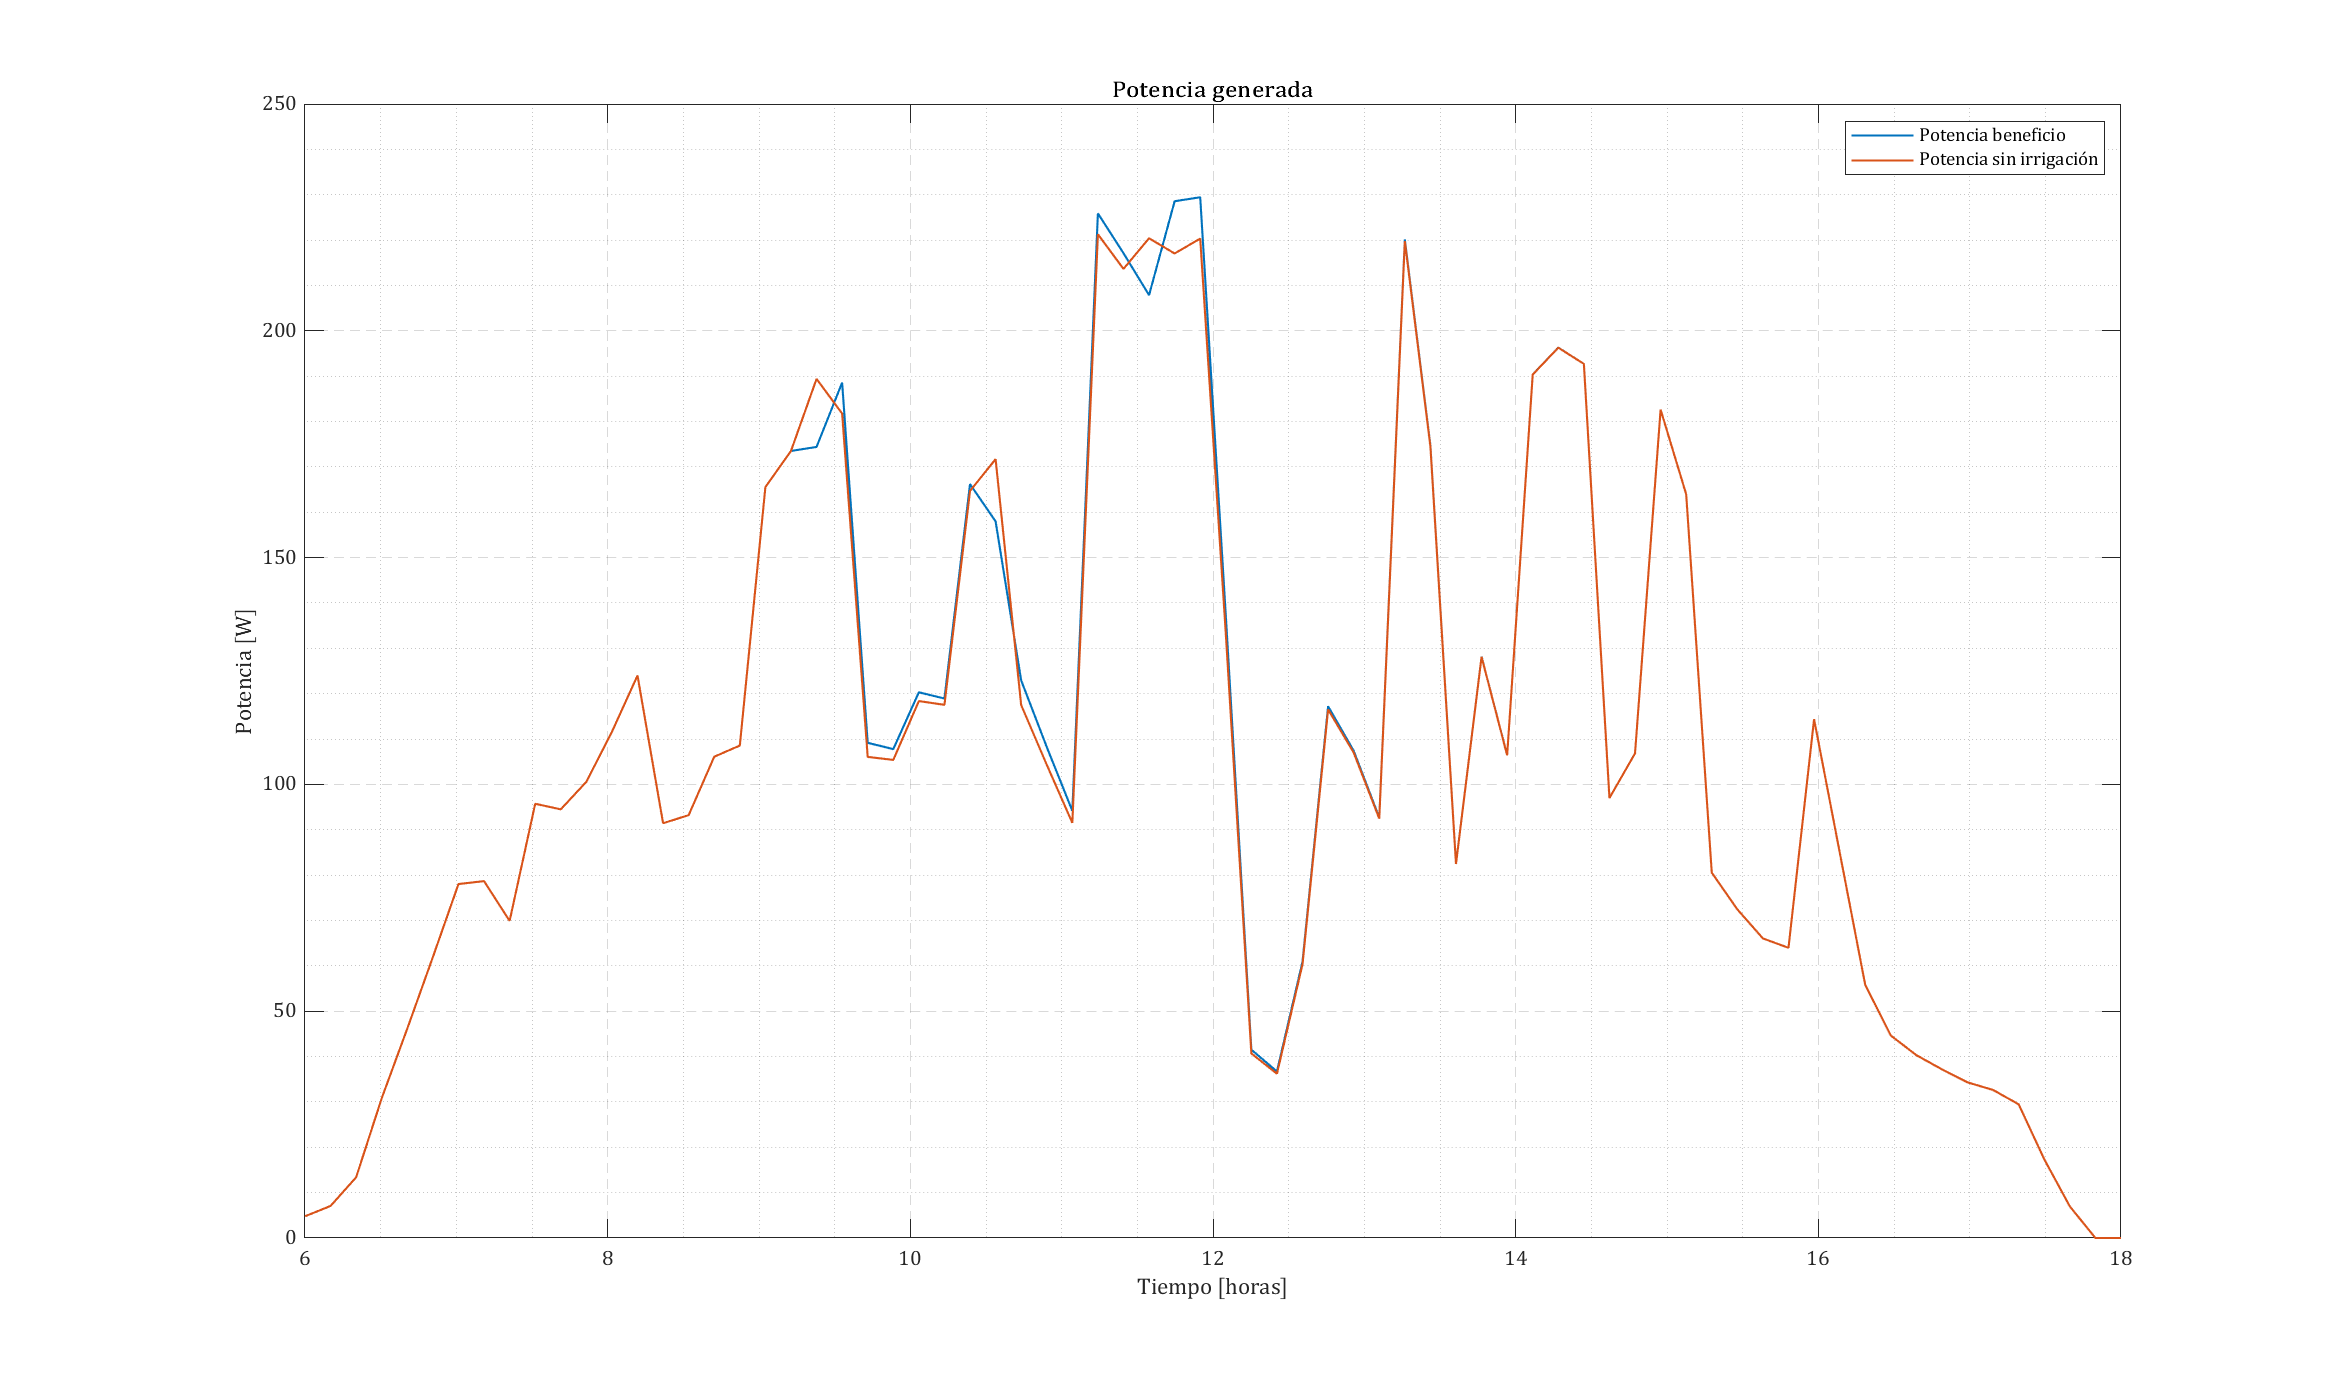 Potencia generada
250
200
150
100
50
0
Potencia [W]
Potencia beneficio
Potencia sin irrigación
6 8 10 12 14 16 18
Tiempo [horas]